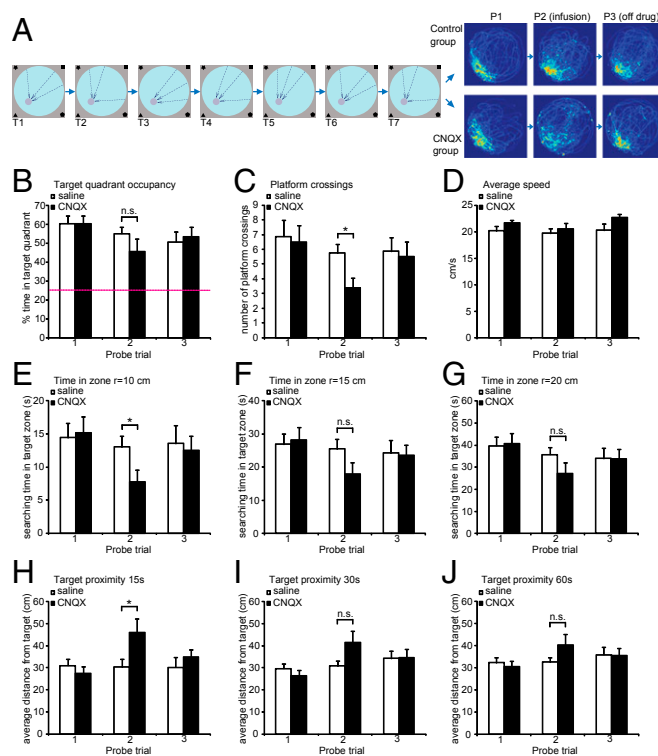 A
Control group
P1
P2 (infusion)
P3 (off drug)
T1
T2
T3
T4
T5
T6
T7
CNQX group
B
Target quadrant occupancy
saline
CNQX
n.s.
% time in target quadrant
80
70
60
50
40
30
20
10
0
1
2
3
Probe trial
C
Platform crossings
saline
CNQX
*
number of platform crossings
9
8
7
6
5
4
3
2
1
0
1
2
3
Probe trial
D
Average speed
saline
CNQX
cm/s
30
25
20
15
10
5
0
1
2
3
Probe trial
E
Time in zone r=10 cm
saline
CNQX
*
searching time in target zone (s)
20
15
10
5
0
1
2
3
Probe trial
F
Time in zone r=15 cm
saline
CNQX
n.s.
searching time in target zone (s)
40
30
20
10
0
1
2
3
Probe trial
G
Time in zone r=20 cm
saline
CNQX
n.s.
searching time in target zone (s)
50
40
30
20
10
0
1
2
3
Probe trial
H
Target proximity 15s
saline
CNQX
*
average distance from target (cm)
60
50
40
30
20
10
0
1
2
3
Probe trial
I
Target proximity 30s
saline
CNQX
n.s.
average distance from target (cm)
60
50
40
30
20
10
0
1
2
3
Probe trial
J
Target proximity 60s
saline
CNQX
n.s.
average distance from target (cm)
60
50
40
30
20
10
0
1
2
3
Probe trial